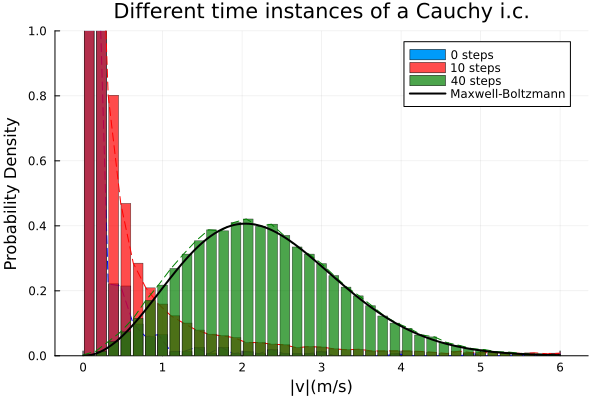 Different time instances of a Cauchy i.c.
Probability Density
1.0
0.8
0.6
0.4
0.2
0.0
0 steps
10 steps
40 steps
Maxwell-Boltzmann
0 1 2 3 4 5 6
|v|(m/s)